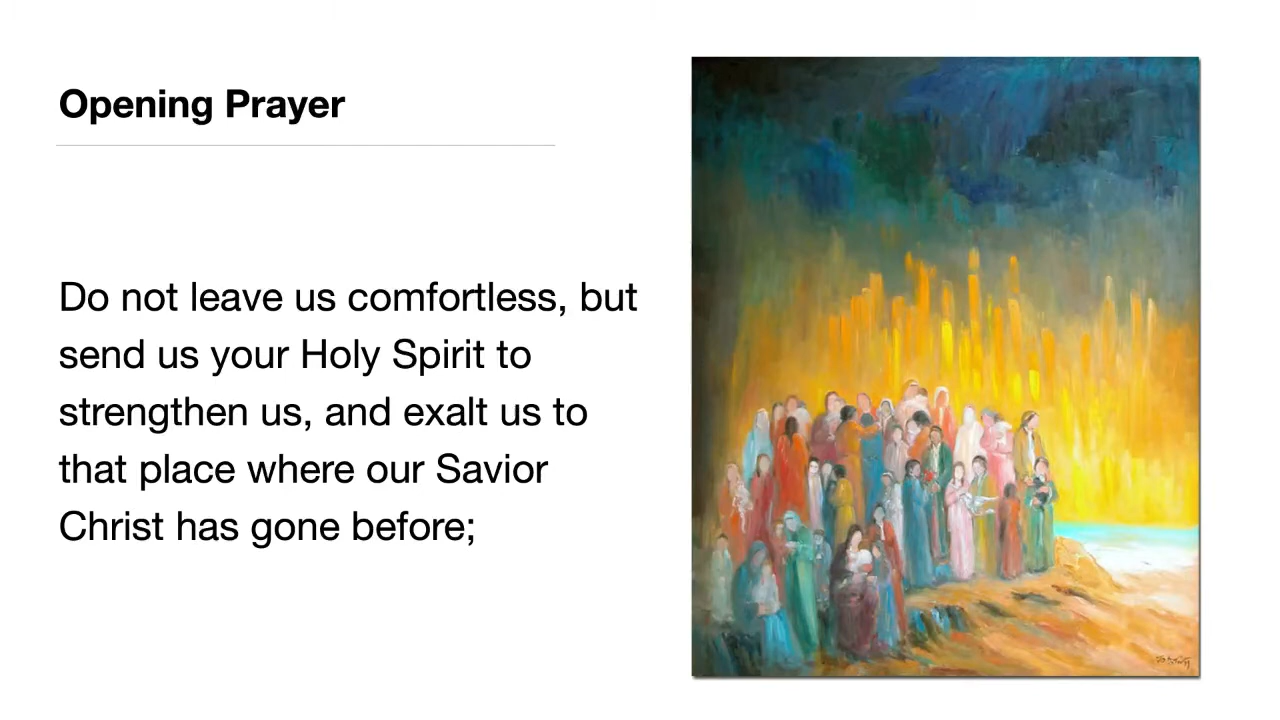 Opening Prayer
Do not leave us comfortless, but
send us your Holy Spirit to
strengthen us, and exalt us to
that place where our Savior
Christ has gone before;